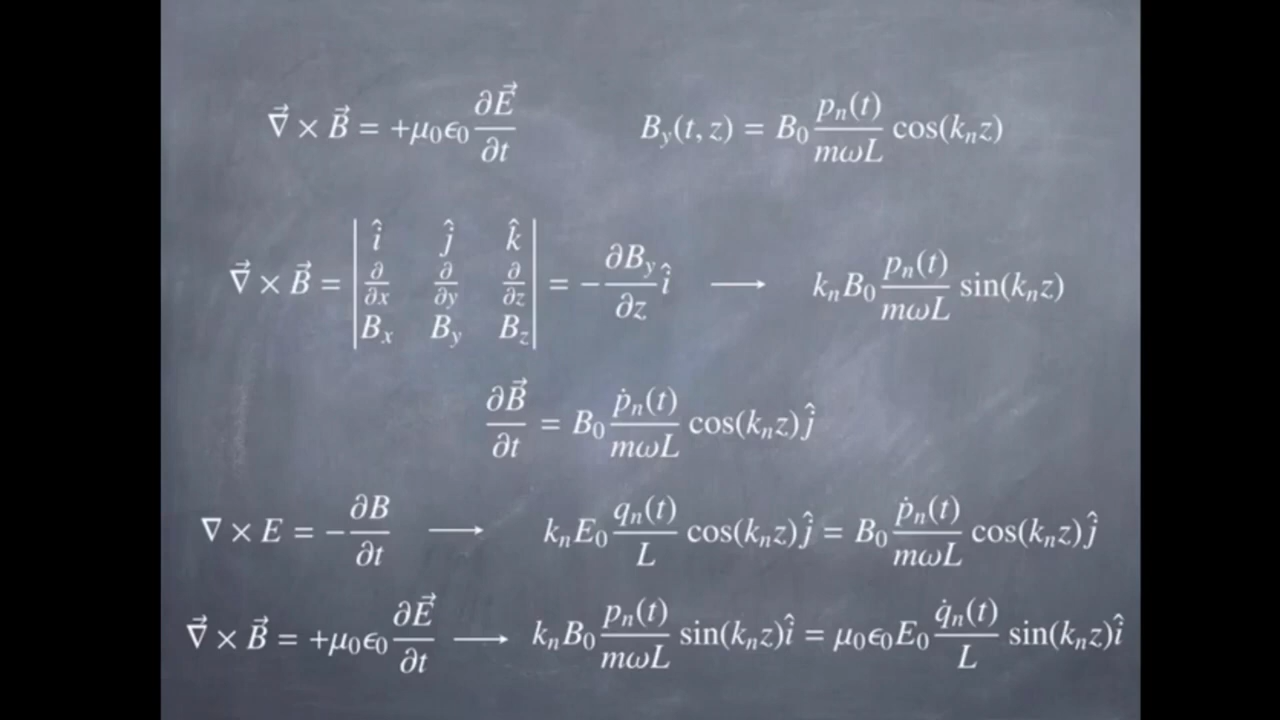 ∇⃗ × B⃗ = +μ₀ϵ₀ ∂E⃗/∂t    B_y(t, z) = B₀ p_n(t)/mωL cos(k_n z)
∇⃗ × B⃗ = | î ĵ k̂ ; ∂/∂x ∂/∂y ∂/∂z ; B_x B_y B_z | = − ∂B_y/∂z î ⟶ k_n B₀ p_n(t)/mωL sin(k_n z)
∂B⃗/∂t = B₀ ṗ_n(t)/mωL cos(k_n z) ĵ
∇ × E = − ∂B/∂t ⟶ k_n E₀ q_n(t)/L cos(k_n z) ĵ = B₀ ṗ_n(t)/mωL cos(k_n z) ĵ
∇⃗ × B⃗ = +μ₀ϵ₀ ∂E⃗/∂t ⟶ k_n B₀ p_n(t)/mωL sin(k_n z) î = μ₀ϵ₀E₀ q̇_n(t)/L sin(k_n z) î